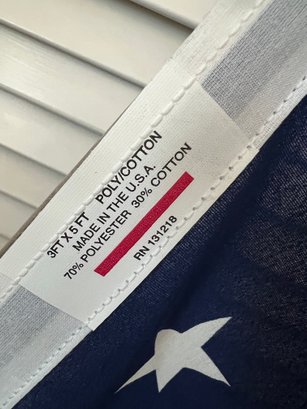 3FT X 5 FT POLY/COTTON
MADE IN THE U.S.A.
70% POLYESTER 30% COTTON
RN 131218